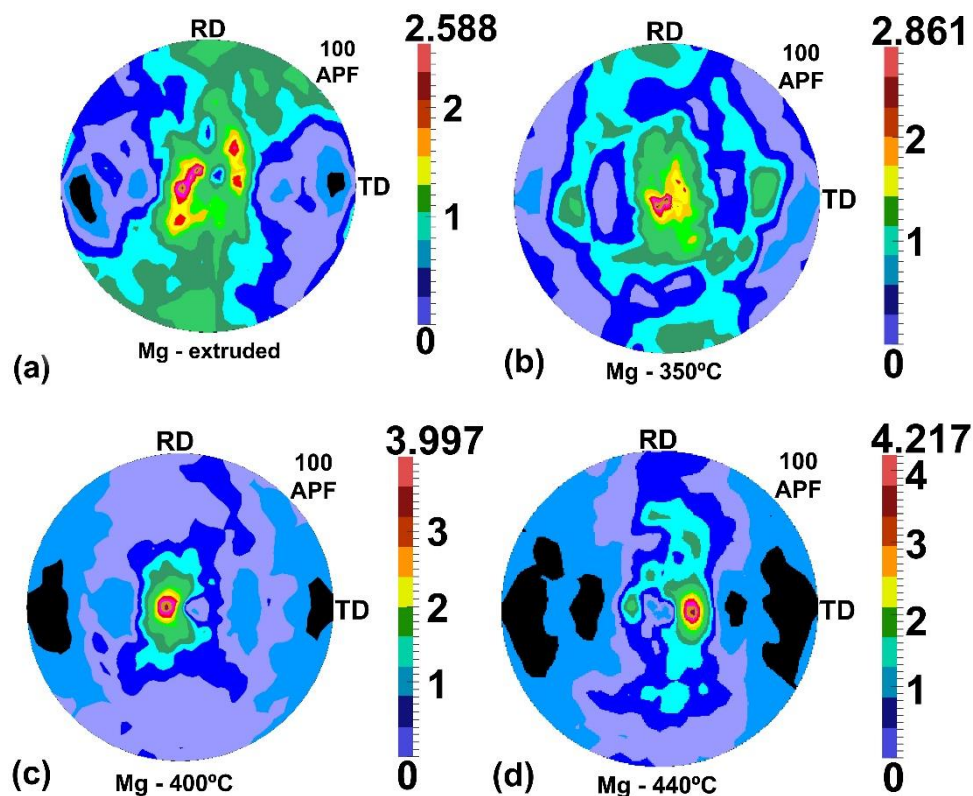 RD
100
APF
TD
2.588
2
1
0
(a)
Mg - extruded
RD
100
APF
TD
2.861
2
1
0
(b)
Mg - 350ºC
RD
100
APF
TD
3.997
3
2
1
0
(c)
Mg - 400ºC
RD
100
APF
TD
4.217
4
3
2
1
0
(d)
Mg - 440ºC